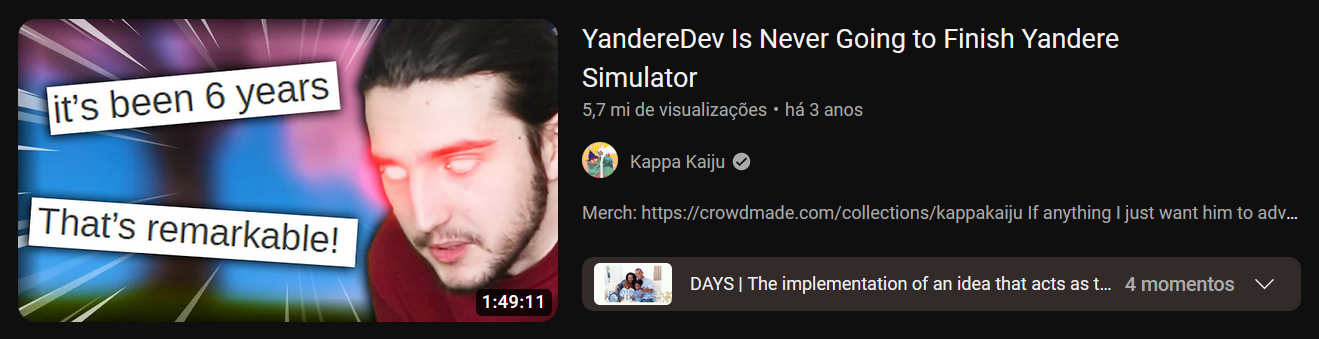 it's been 6 years
That's remarkable!
1:49:11
YandereDev Is Never Going to Finish Yandere
Simulator
5,7 mi de visualizações • há 3 anos
Kappa Kaiju
Merch: https://crowdmade.com/collections/kappakaiju If anything I just want him to adv...
DAYS | The implementation of an idea that acts as t... 4 momentos